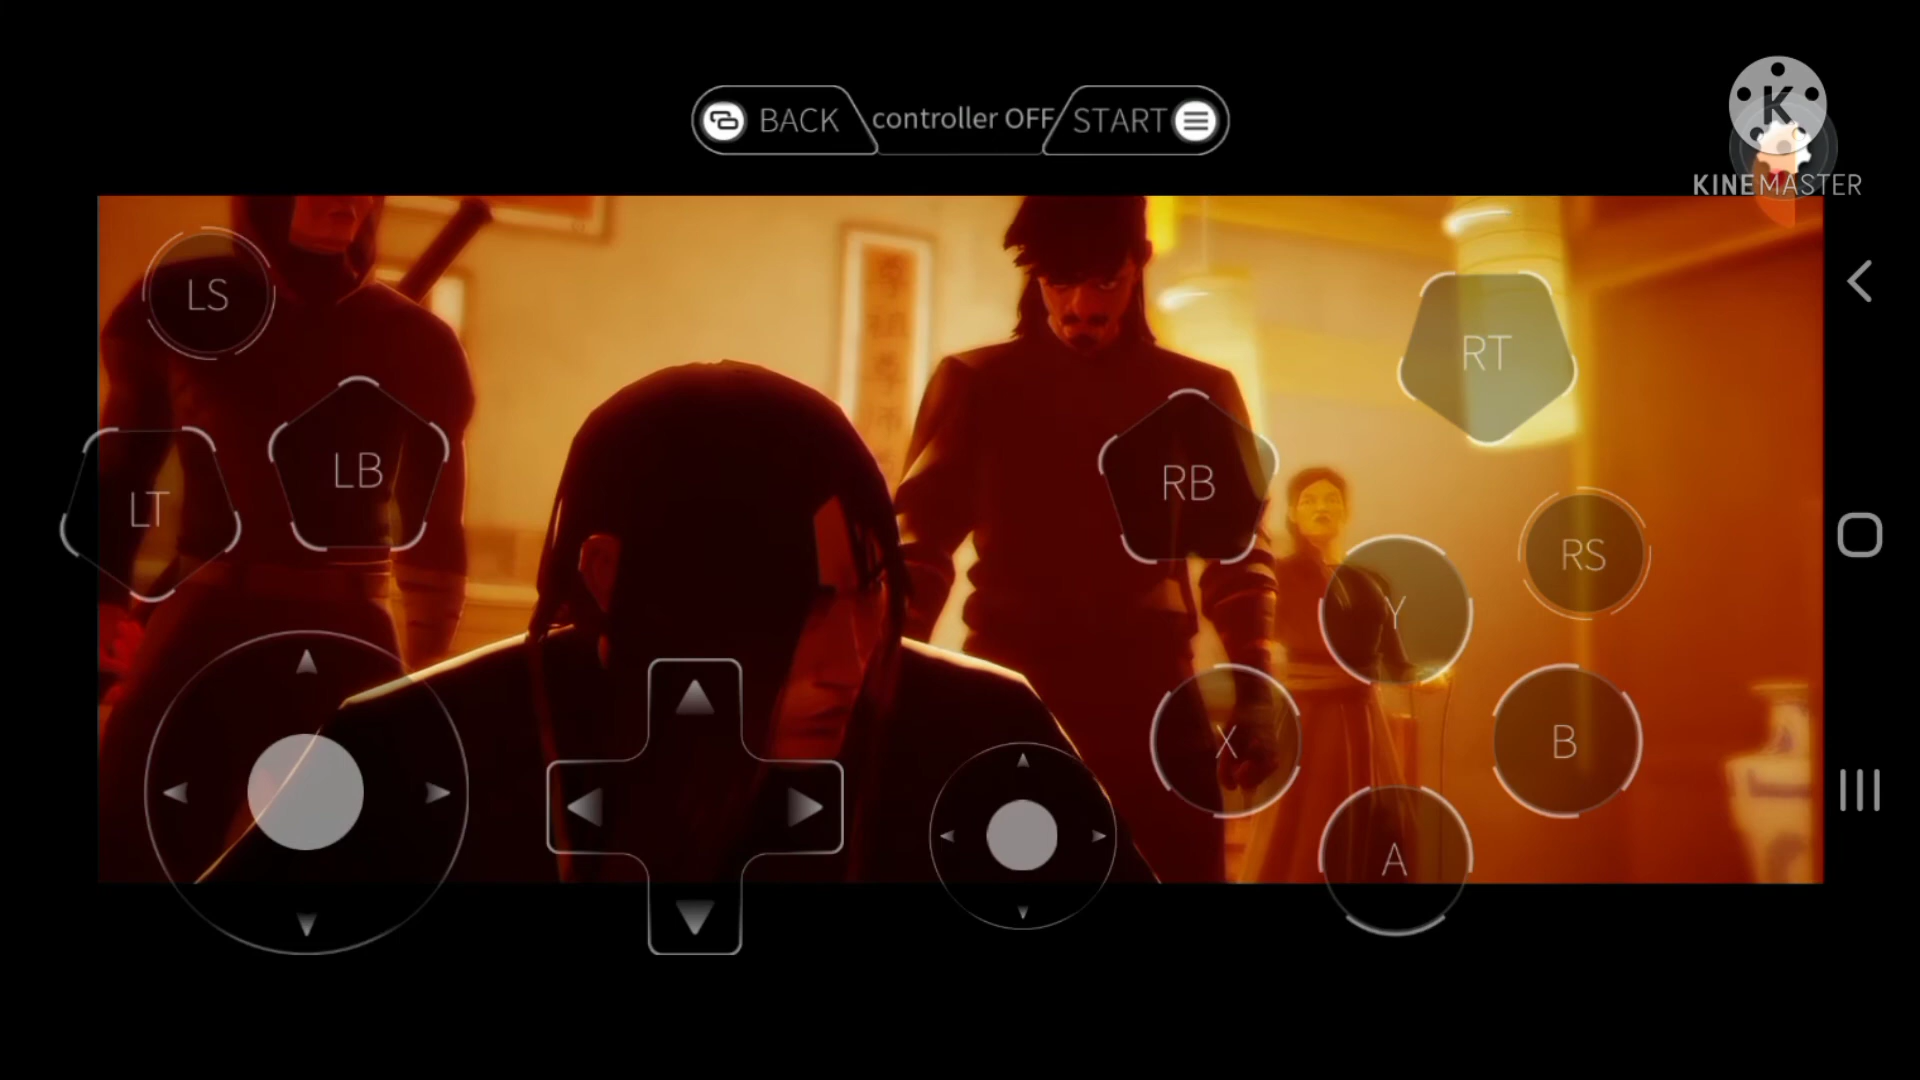 BACK
controller OFF
START
K
KINEMASTER
LS
RT
LB
RB
LT
RS
Y
X
B
A